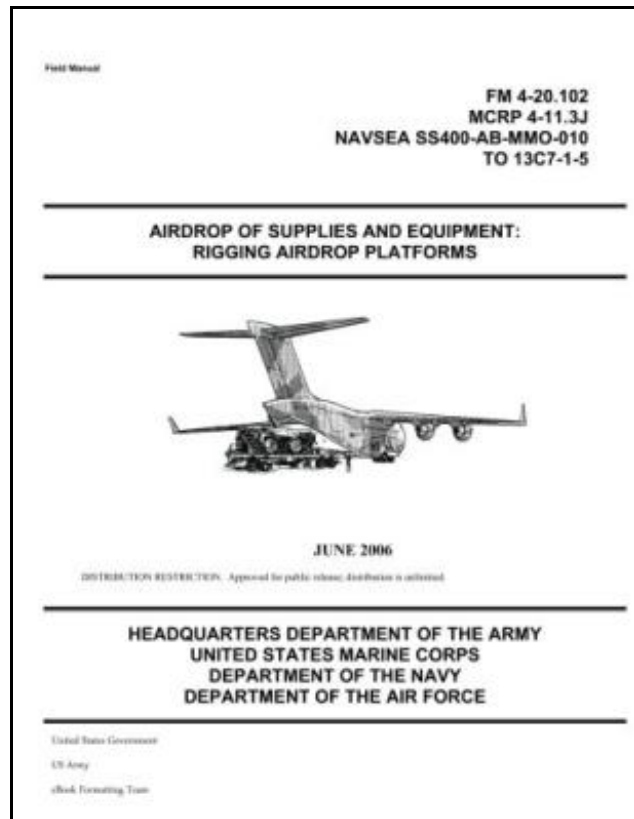 Field Manual
FM 4-20.102
MCRP 4-11.3J
NAVSEA SS400-AB-MMO-010
TO 13C7-1-5
AIRDROP OF SUPPLIES AND EQUIPMENT:
RIGGING AIRDROP PLATFORMS
JUNE 2006
DISTRIBUTION RESTRICTION. Approved for public release; distribution is unlimited.
HEADQUARTERS DEPARTMENT OF THE ARMY
UNITED STATES MARINE CORPS
DEPARTMENT OF THE NAVY
DEPARTMENT OF THE AIR FORCE
United States Government
US Army
eBook Formatting Team